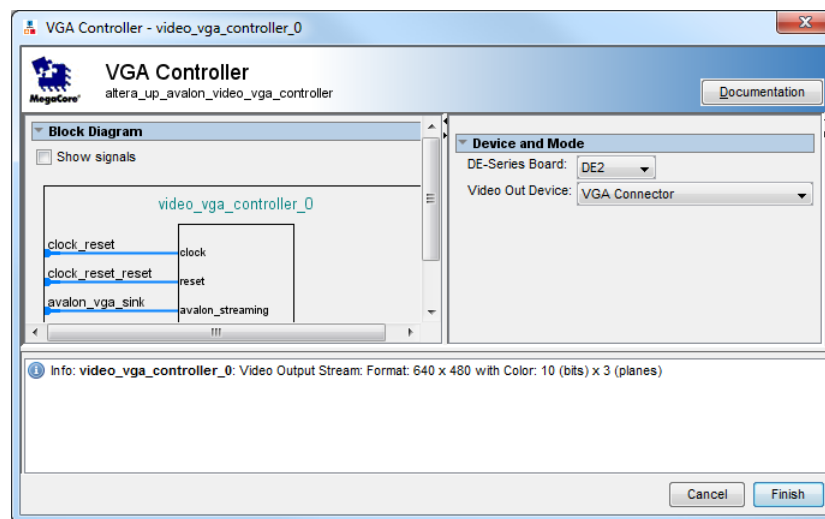 VGA Controller - video_vga_controller_0
MegaCore'
VGA Controller
altera_up_avalon_video_vga_controller
Documentation
Block Diagram
Show signals
video_vga_controller_0
clock_reset
clock
clock_reset_reset
reset
avalon_vga_sink
avalon_streaming
Device and Mode
DE-Series Board: DE2
Video Out Device: VGA Connector
Info: video_vga_controller_0: Video Output Stream: Format: 640 x 480 with Color: 10 (bits) x 3 (planes)
Cancel Finish